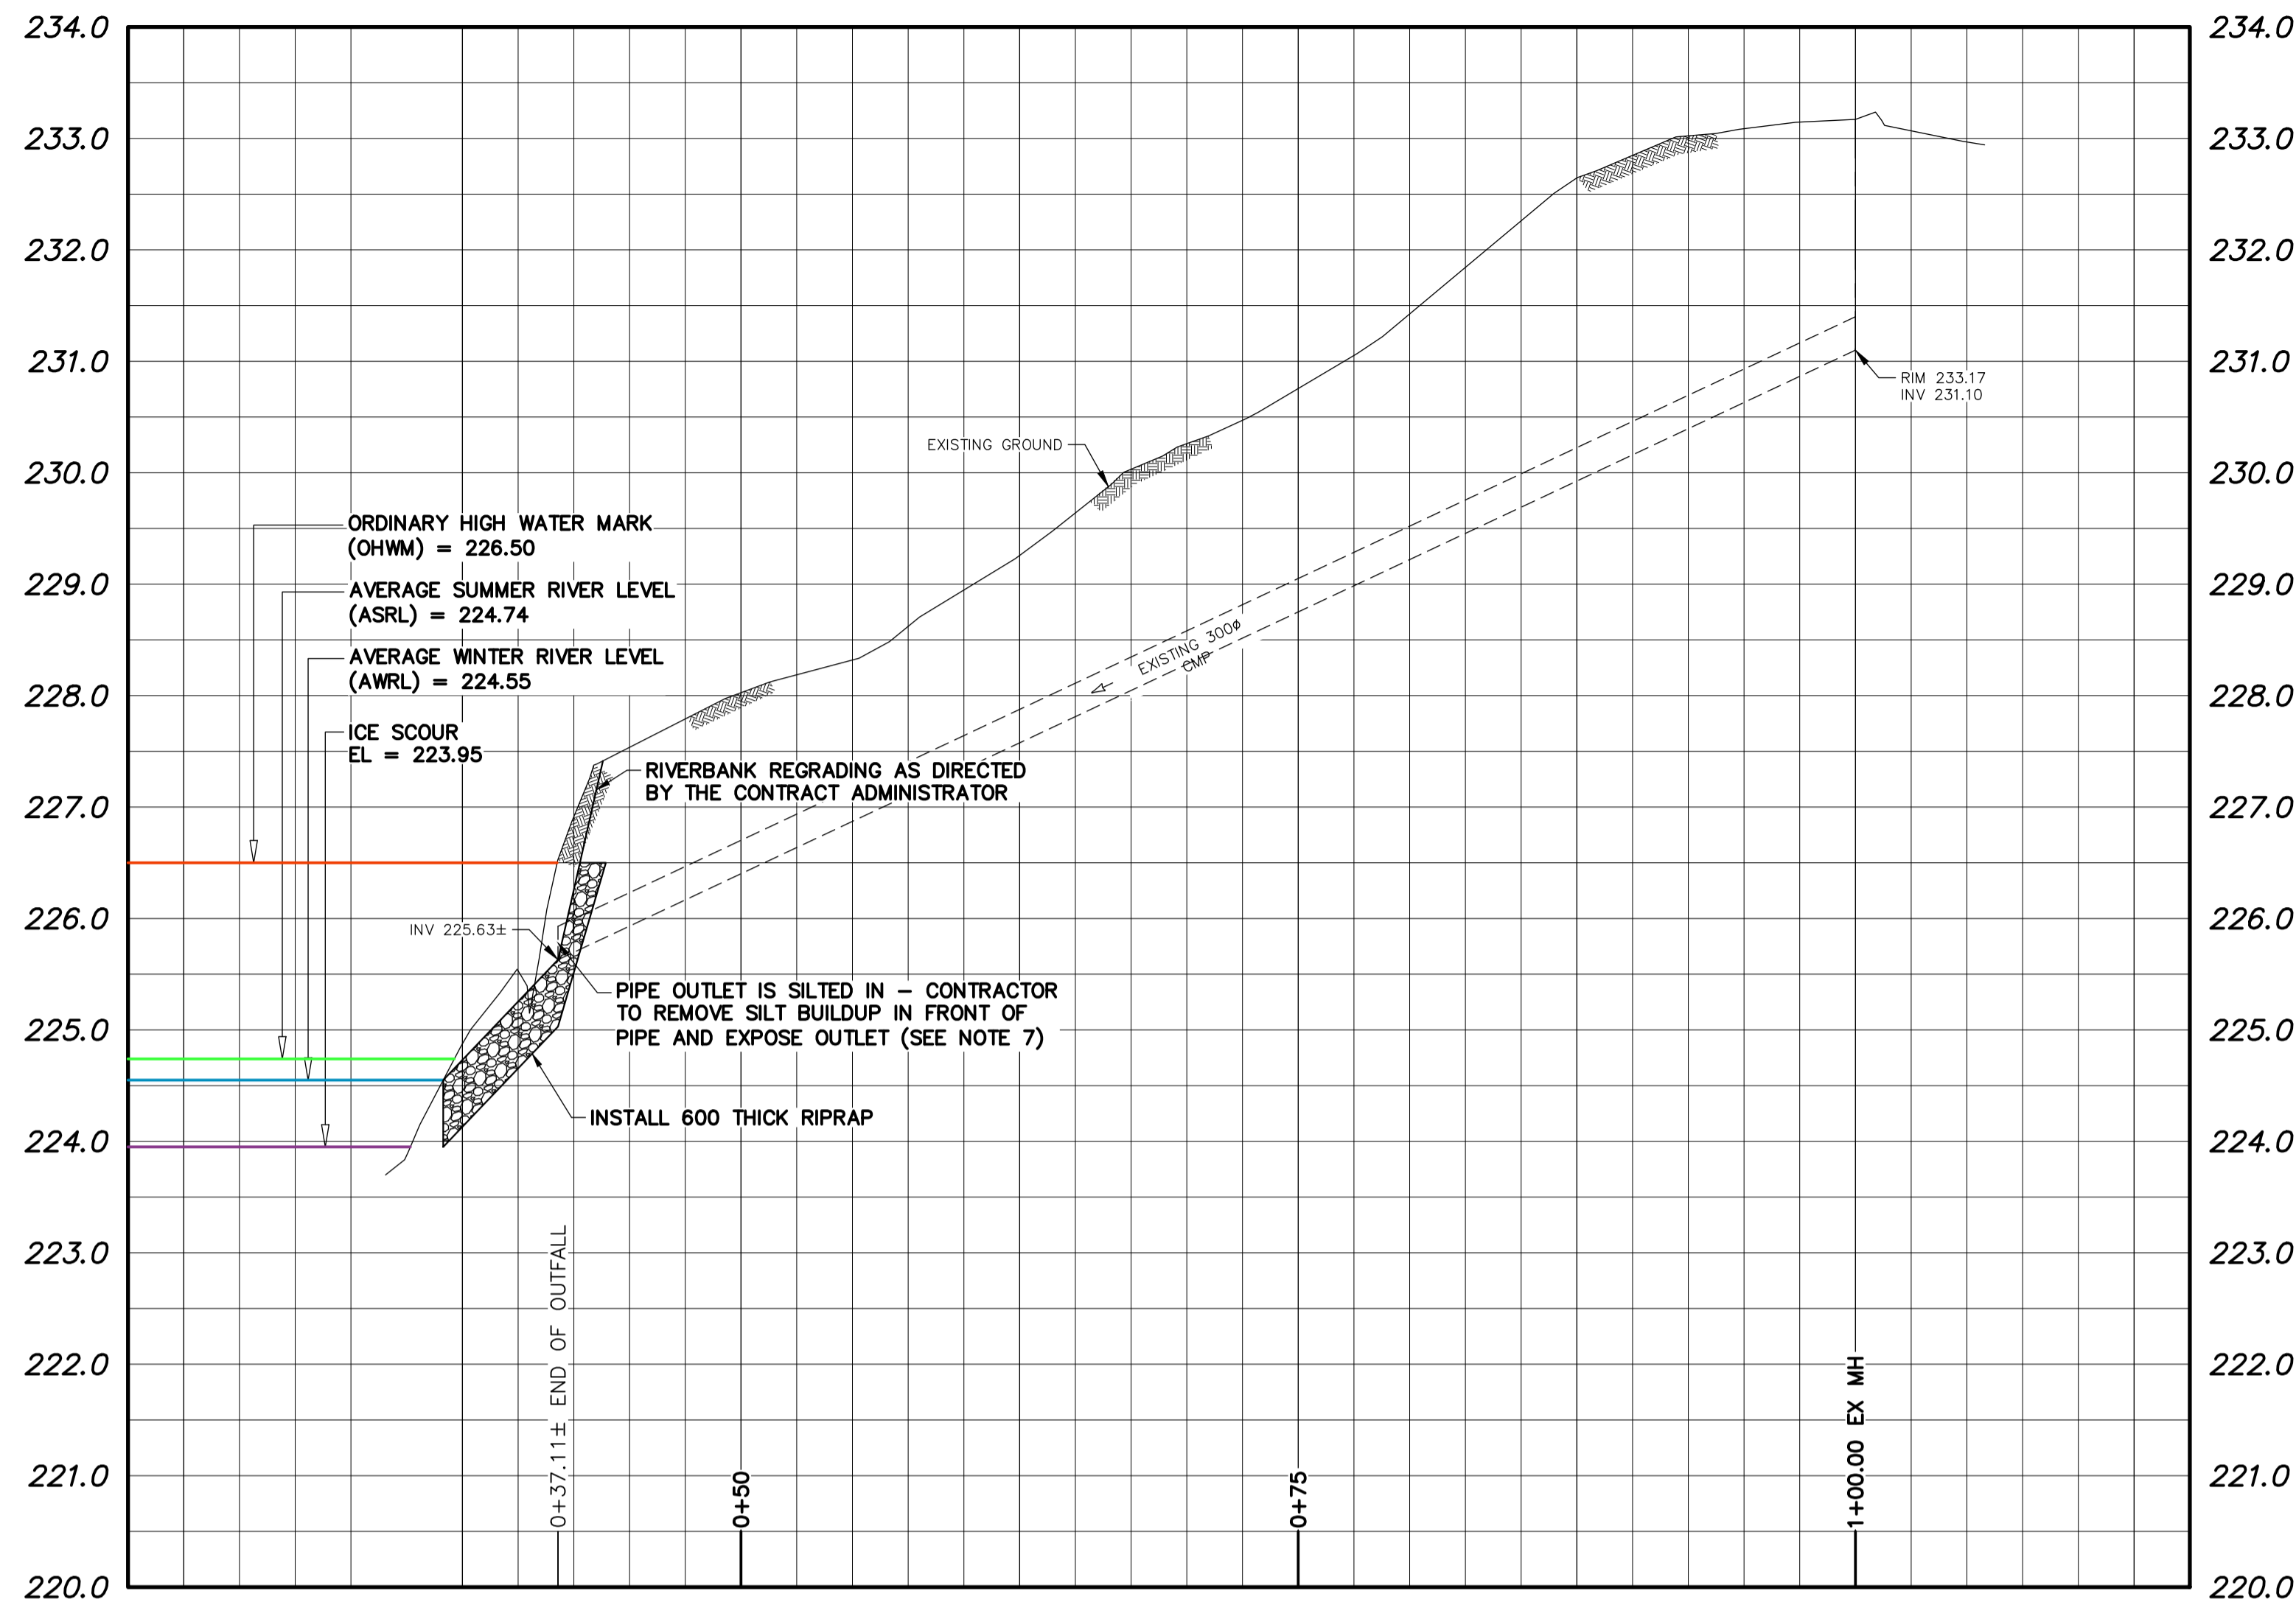 234.0 234.0
233.0 233.0
232.0 232.0
231.0 231.0
RIM 233.17
INV 231.10
EXISTING GROUND
230.0 230.0
ORDINARY HIGH WATER MARK
(OHWM) = 226.50
229.0 229.0
AVERAGE SUMMER RIVER LEVEL
(ASRL) = 224.74
EXISTING 300ø
CMP
AVERAGE WINTER RIVER LEVEL
(AWRL) = 224.55
228.0 228.0
ICE SCOUR
EL = 223.95
RIVERBANK REGRADING AS DIRECTED
BY THE CONTRACT ADMINISTRATOR
227.0 227.0
226.0 226.0
INV 225.63±
PIPE OUTLET IS SILTED IN – CONTRACTOR
TO REMOVE SILT BUILDUP IN FRONT OF
PIPE AND EXPOSE OUTLET (SEE NOTE 7)
225.0 225.0
INSTALL 600 THICK RIPRAP
224.0 224.0
223.0 223.0
222.0 222.0
221.0 221.0
0+37.11± END OF OUTFALL
0+50
0+75
1+00.00 EX MH
220.0 220.0